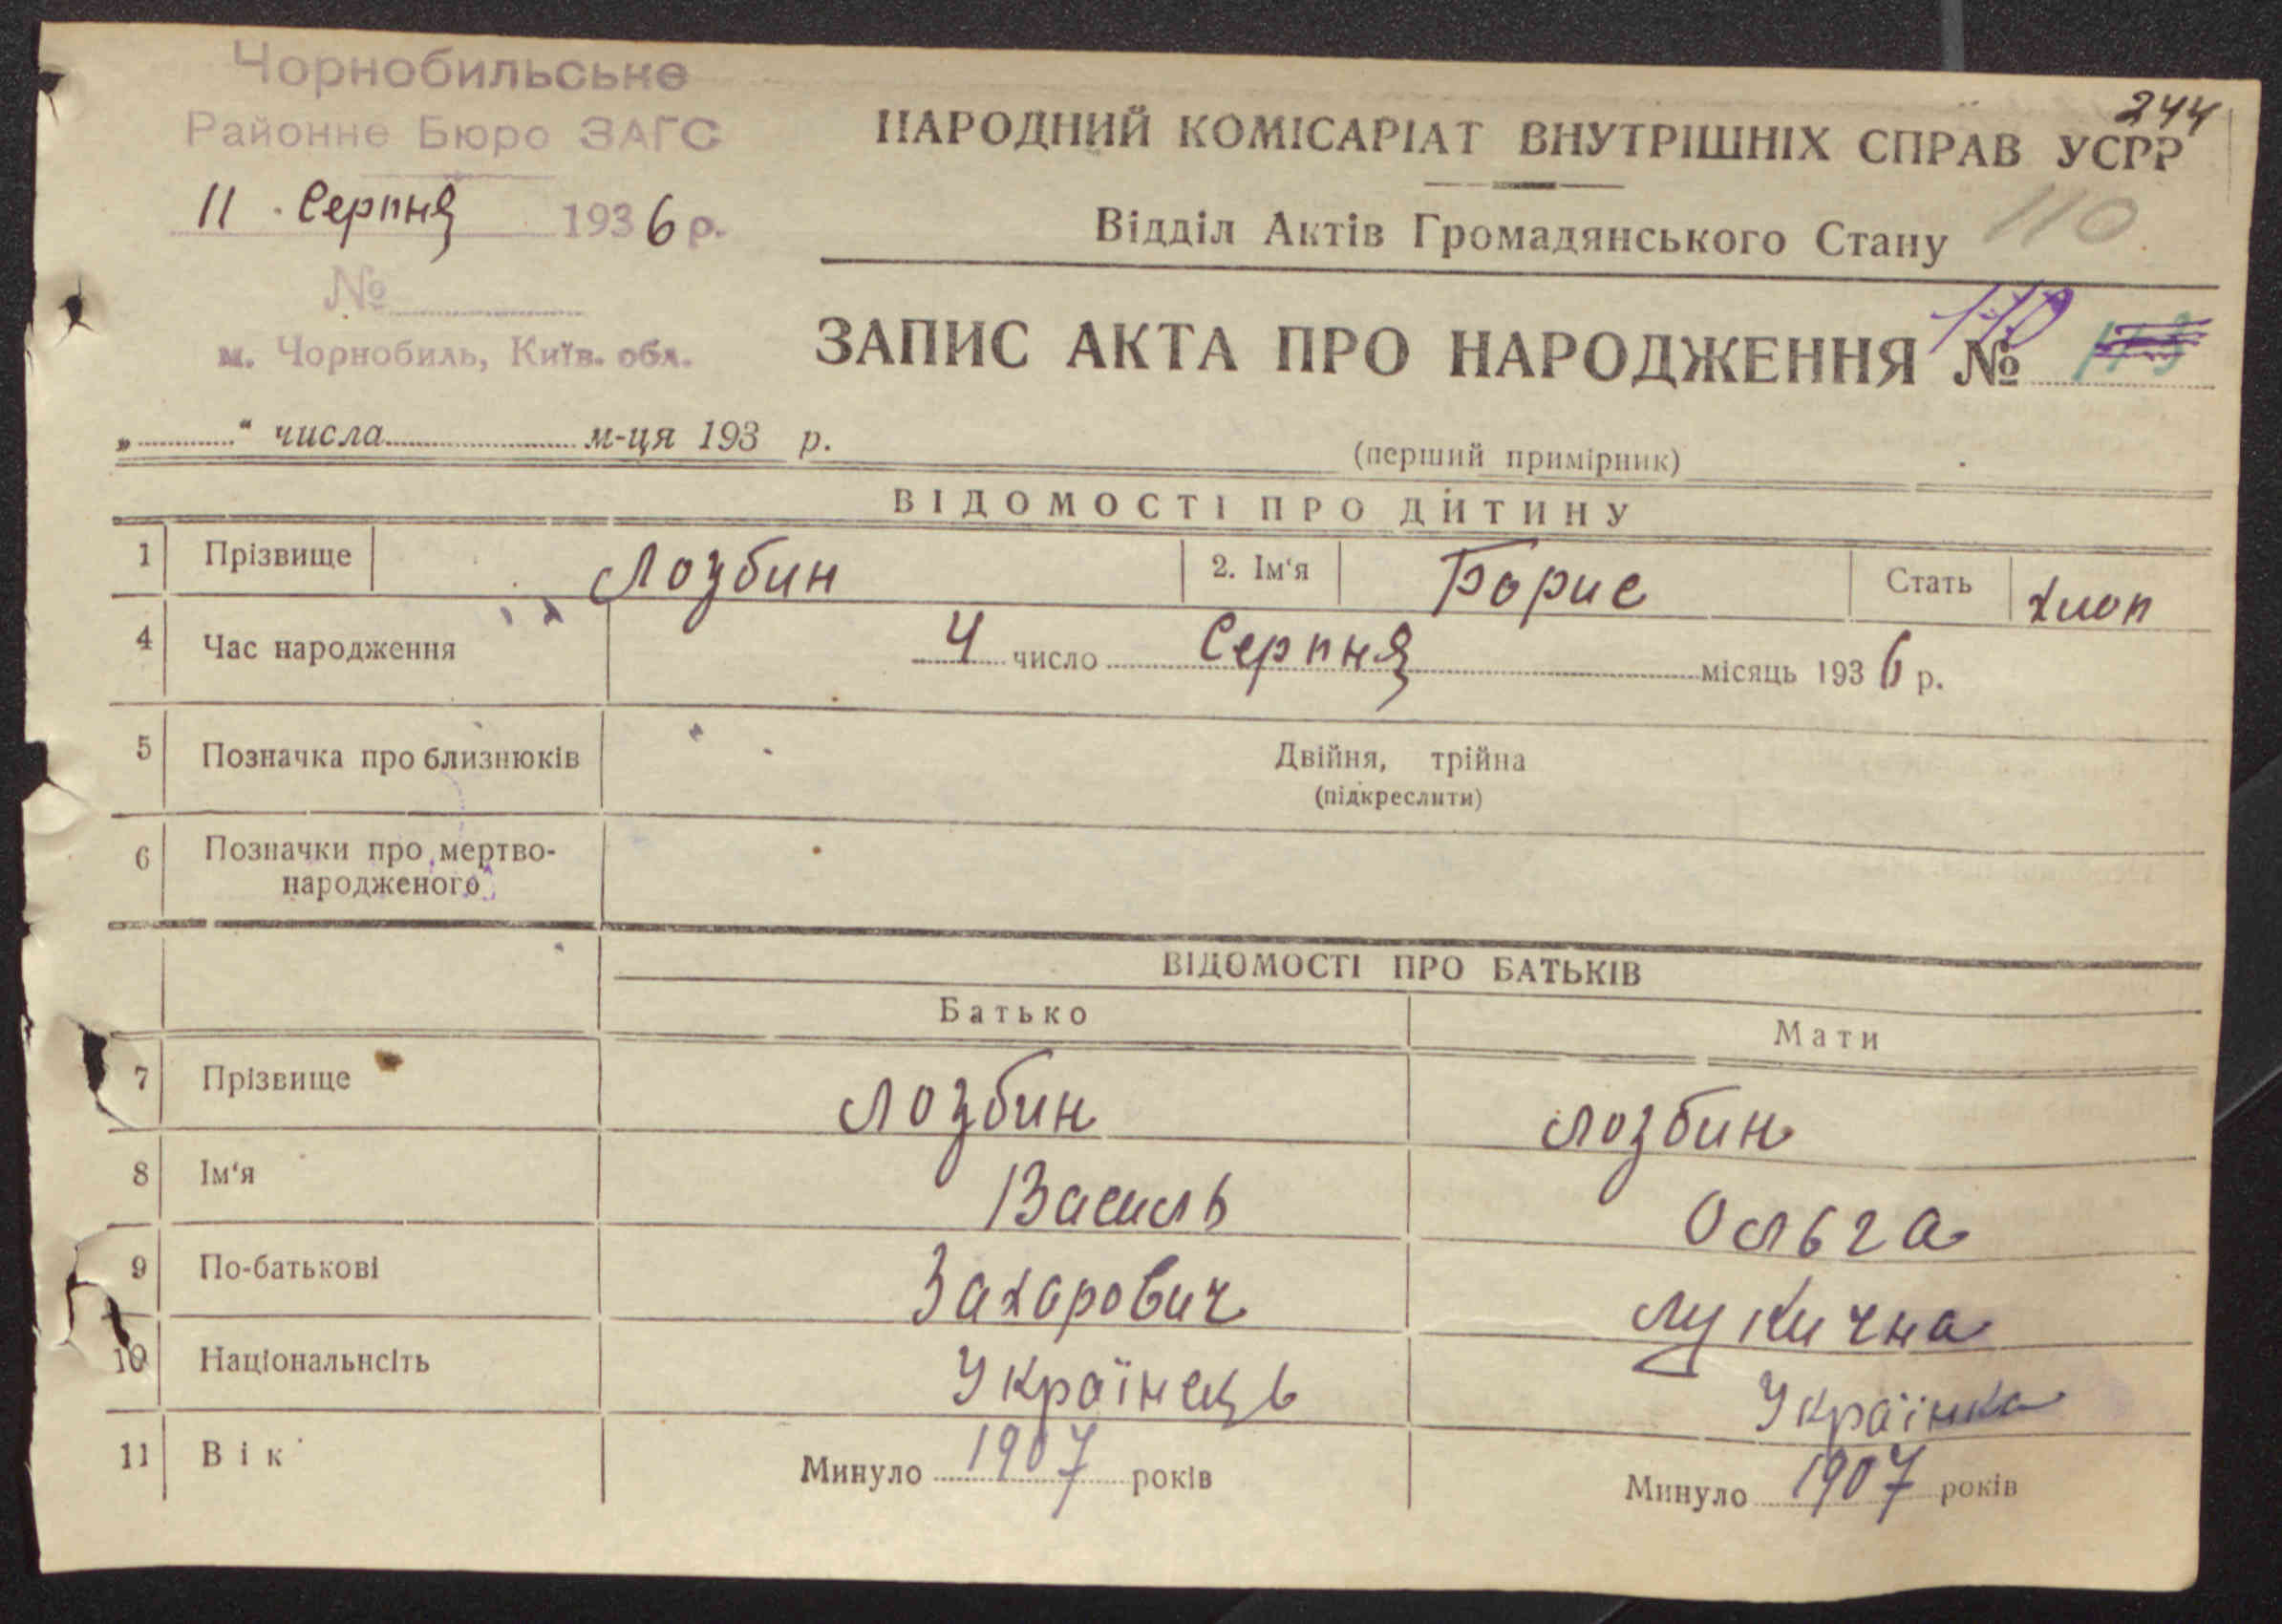 Чорнобильське
Районне Бюро ЗАГС
11 Серпня 1936 р.
№
м. Чорнобиль, Київ. обл.
„ “ числа м-ця 193 р.
244
НАРОДНИЙ КОМІСАРІАТ ВНУТРІШНІХ СПРАВ УСРР
Відділ Актів Громадянського Стану 110
ЗАПИС АКТА ПРО НАРОДЖЕННЯ № 110
(перший примірник)
ВІДОМОСТІ ПРО ДИТИНУ
1 Прізвище Лозбин 2. Ім‘я Борис Стать хлоп
4 Час народження 4 число Серпня місяць 1936 р.
5 Позначка про близнюків Двійня, трійна
(підкреслити)
6 Позначки про мертво-
народженого
ВІДОМОСТІ ПРО БАТЬКІВ
Батько Мати
7 Прізвище Лозбин Лозбин
8 Ім‘я Василь Ольга
9 По-батькові Захарович Лукична
10 Національнсіть Українець Українка
11 Вік Минуло 1907 років Минуло 1907 років